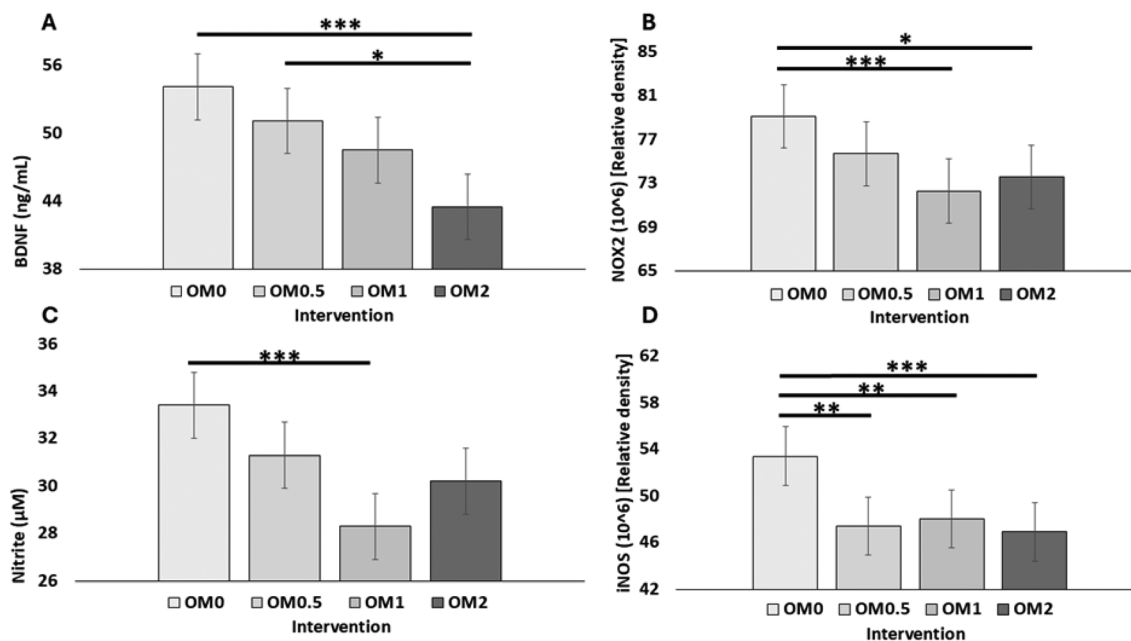 A
BDNF (ng/mL)
56
50
44
38
***
*
OM0 OM0.5 OM1 OM2
Intervention
B
NOX2 (10^6) [Relative density]
85
81
77
73
69
65
*
***
OM0 OM0.5 OM1 OM2
Intervention
C
Nitrite (µM)
36
34
32
30
28
26
***
OM0 OM0.5 OM1 OM2
Intervention
D
iNOS (10^6) [Relative density]
62
58
54
50
46
42
***
**
**
OM0 OM0.5 OM1 OM2
Intervention